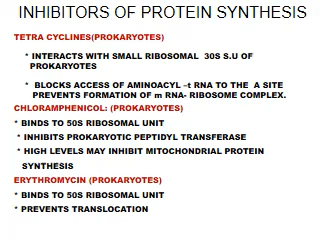 INHIBITORS OF PROTEIN SYNTHESIS
TETRA CYCLINES(PROKARYOTES)
* INTERACTS WITH SMALL RIBOSOMAL 30S S.U OF
PROKARYOTES
* BLOCKS ACCESS OF AMINOACYL –t RNA TO THE A SITE
PREVENTS FORMATION OF m RNA- RIBOSOME COMPLEX.
CHLORAMPHENICOL: (PROKARYOTES)
* BINDS TO 50S RIBOSOMAL UNIT
* INHIBITS PROKARYOTIC PEPTIDYL TRANSFERASE
* HIGH LEVELS MAY INHIBIT MITOCHONDRIAL PROTEIN
SYNTHESIS
ERYTHROMYCIN (PROKARYOTES)
* BINDS TO 50S RIBOSOMAL UNIT
* PREVENTS TRANSLOCATION